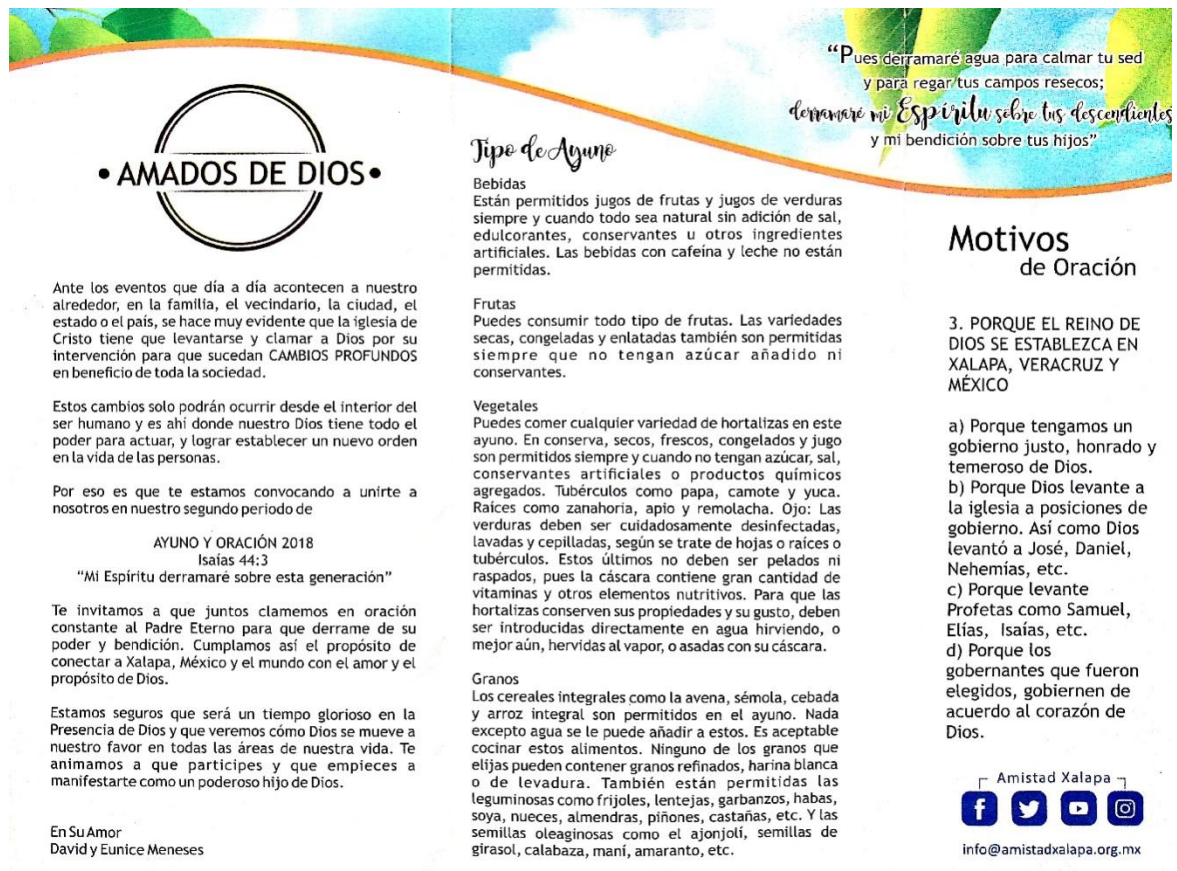 • AMADOS DE DIOS •
Ante los eventos que día a día acontecen a nuestro
alrededor, en la familia, el vecindario, la ciudad, el
estado o el país, se hace muy evidente que la iglesia de
Cristo tiene que levantarse y clamar a Dios por su
intervención para que sucedan CAMBIOS PROFUNDOS
en beneficio de toda la sociedad.
Estos cambios solo podrán ocurrir desde el interior del
ser humano y es ahí donde nuestro Dios tiene todo el
poder para actuar, y lograr establecer un nuevo orden
en la vida de las personas.
Por eso es que te estamos convocando a unirte a
nosotros en nuestro segundo periodo de
AYUNO Y ORACIÓN 2018
Isaías 44:3
“Mi Espíritu derramaré sobre esta generación”
Te invitamos a que juntos clamemos en oración
constante al Padre Eterno para que derrame de su
poder y bendición. Cumplamos así el propósito de
conectar a Xalapa, México y el mundo con el amor y el
propósito de Dios.
Estamos seguros que será un tiempo glorioso en la
Presencia de Dios y que veremos cómo Dios se mueve a
nuestro favor en todas las áreas de nuestra vida. Te
animamos a que participes y que empieces a
manifestarte como un poderoso hijo de Dios.
En Su Amor
David y Eunice Meneses
Tipo de Ayuno
Bebidas
Están permitidos jugos de frutas y jugos de verduras
siempre y cuando todo sea natural sin adición de sal,
edulcorantes, conservantes u otros ingredientes
artificiales. Las bebidas con cafeína y leche no están
permitidas.
Frutas
Puedes consumir todo tipo de frutas. Las variedades
secas, congeladas y enlatadas también son permitidas
siempre que no tengan azúcar añadido ni
conservantes.
Vegetales
Puedes comer cualquier variedad de hortalizas en este
ayuno. En conserva, secos, frescos, congelados y jugo
son permitidos siempre y cuando no tengan azúcar, sal,
conservantes artificiales o productos químicos
agregados. Tubérculos como papa, camote y yuca.
Raíces como zanahoria, apio y remolacha. Ojo: Las
verduras deben ser cuidadosamente desinfectadas,
lavadas y cepilladas, según se trate de hojas o raíces o
tubérculos. Estos últimos no deben ser pelados ni
raspados, pues la cáscara contiene gran cantidad de
vitaminas y otros elementos nutritivos. Para que las
hortalizas conserven sus propiedades y su gusto, deben
ser introducidas directamente en agua hirviendo, o
mejor aún, hervidas al vapor, o asadas con su cáscara.
Granos
Los cereales integrales como la avena, sémola, cebada
y arroz integral son permitidos en el ayuno. Nada
excepto agua se le puede añadir a estos. Es aceptable
cocinar estos alimentos. Ninguno de los granos que
elijas pueden contener granos refinados, harina blanca
o de levadura. También están permitidas las
leguminosas como frijoles, lentejas, garbanzos, habas,
soya, nueces, almendras, piñones, castañas, etc. Y las
semillas oleaginosas como el ajonjolí, semillas de
girasol, calabaza, maní, amaranto, etc.
“Pues derramaré agua para calmar tu sed
y para regar tus campos resecos;
derramaré mi Espíritu sobre tus descendientes
y mi bendición sobre tus hijos”
Motivos
de Oración
3. PORQUE EL REINO DE
DIOS SE ESTABLEZCA EN
XALAPA, VERACRUZ Y
MÉXICO
a) Porque tengamos un
gobierno justo, honrado y
temeroso de Dios.
b) Porque Dios levante a
la iglesia a posiciones de
gobierno. Así como Dios
levantó a José, Daniel,
Nehemías, etc.
c) Porque levante
Profetas como Samuel,
Elías, Isaías, etc.
d) Porque los
gobernantes que fueron
elegidos, gobiernen de
acuerdo al corazón de
Dios.
Amistad Xalapa
info@amistadxalapa.org.mx